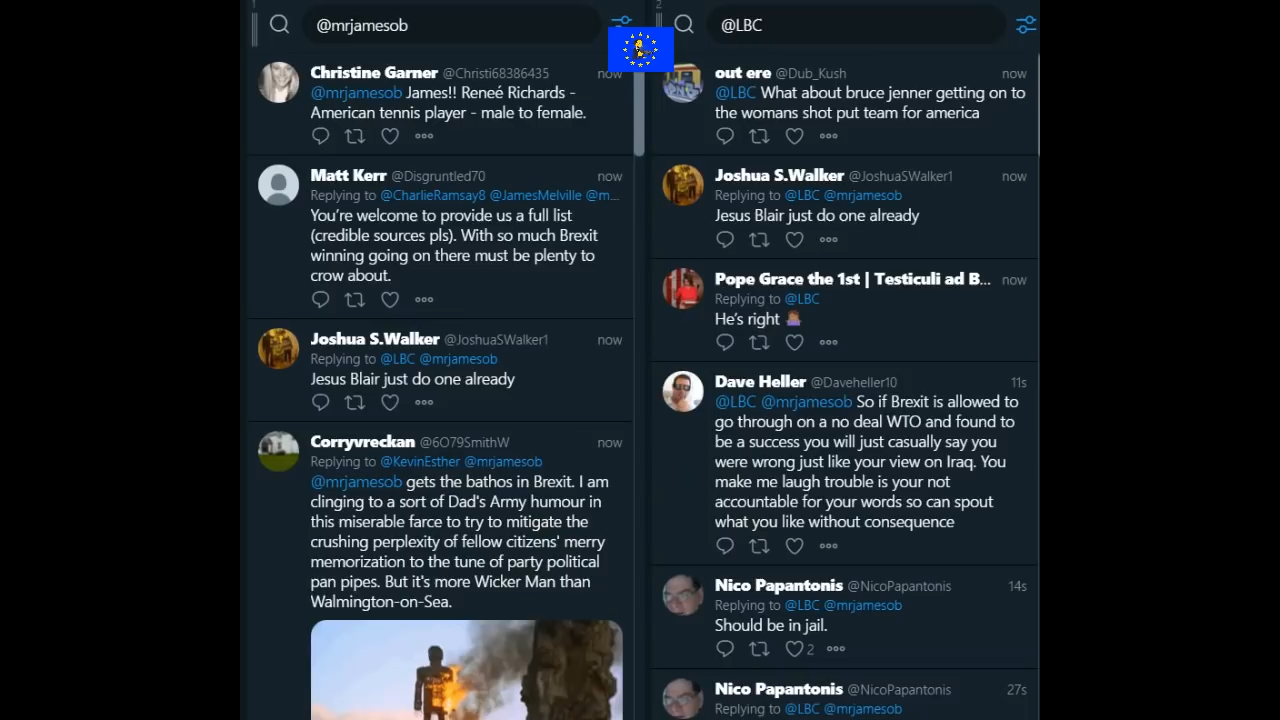 1
@mrjamesob
Christine Garner @Christi68386435 now
@mrjamesob James!! Reneé Richards -
American tennis player - male to female.
Matt Kerr @Disgruntled70 now
Replying to @CharlieRamsay8 @JamesMelville @m...
You're welcome to provide us a full list
(credible sources pls). With so much Brexit
winning going on there must be plenty to
crow about.
Joshua S.Walker @JoshuaSWalker1 now
Replying to @LBC @mrjamesob
Jesus Blair just do one already
Corryvreckan @6O79SmithW now
Replying to @KevinEsther @mrjamesob
@mrjamesob gets the bathos in Brexit. I am
clinging to a sort of Dad's Army humour in
this miserable farce to try to mitigate the
crushing perplexity of fellow citizens' merry
memorization to the tune of party political
pan pipes. But it's more Wicker Man than
Walmington-on-Sea.
2
@LBC
out ere @Dub_Kush now
@LBC What about bruce jenner getting on to
the womans shot put team for america
Joshua S.Walker @JoshuaSWalker1 now
Replying to @LBC @mrjamesob
Jesus Blair just do one already
Pope Grace the 1st | Testiculi ad B... now
Replying to @LBC
He's right
Dave Heller @Daveheller10 11s
@LBC @mrjamesob So if Brexit is allowed to
go through on a no deal WTO and found to
be a success you will just casually say you
were wrong just like your view on Iraq. You
make me laugh trouble is your not
accountable for your words so can spout
what you like without consequence
Nico Papantonis @NicoPapantonis 14s
Replying to @LBC @mrjamesob
Should be in jail.
2
Nico Papantonis @NicoPapantonis 27s
Replying to @LBC @mrjamesob